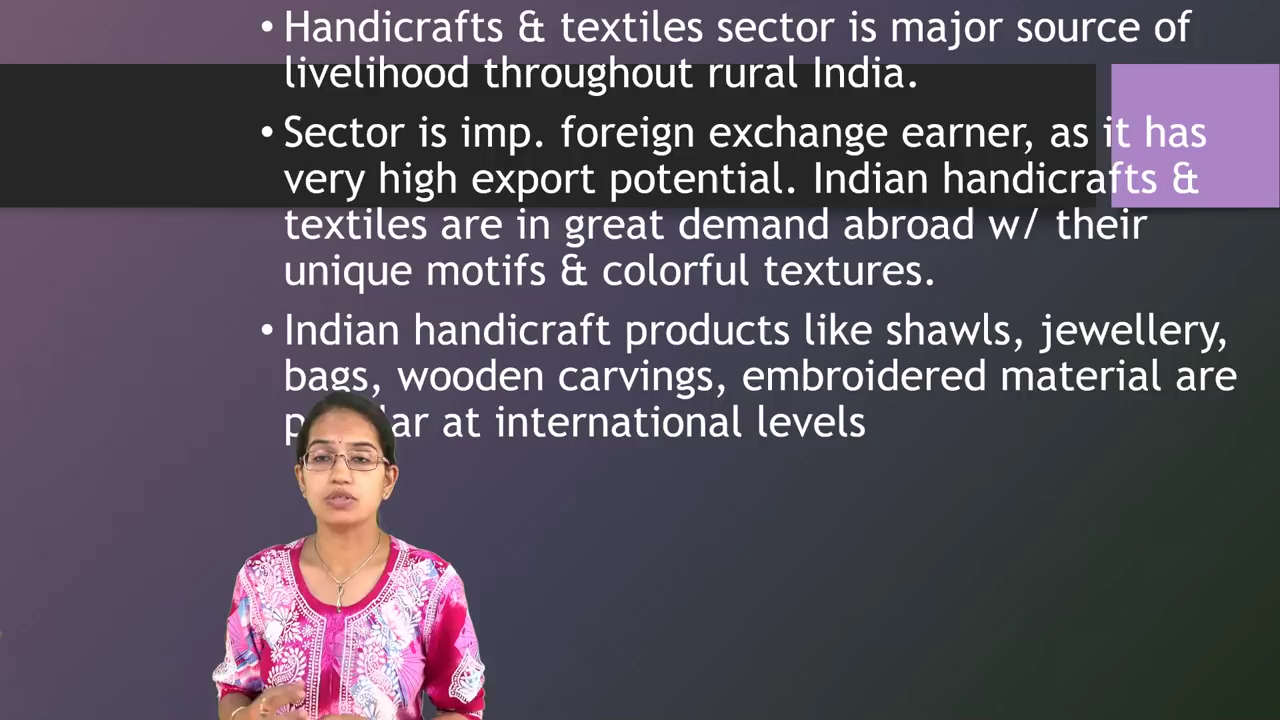 • Handicrafts & textiles sector is major source of
livelihood throughout rural India.
• Sector is imp. foreign exchange earner, as it has
very high export potential. Indian handicrafts &
textiles are in great demand abroad w/ their
unique motifs & colorful textures.
• Indian handicraft products like shawls, jewellery,
bags, wooden carvings, embroidered material are
at international levels